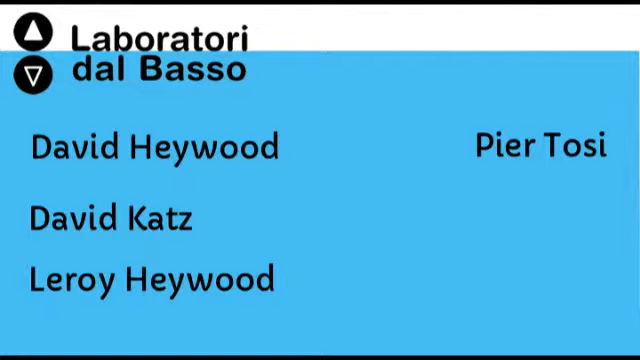 Laboratori
dal Basso
David Heywood
Pier Tosi
David Katz
Leroy Heywood